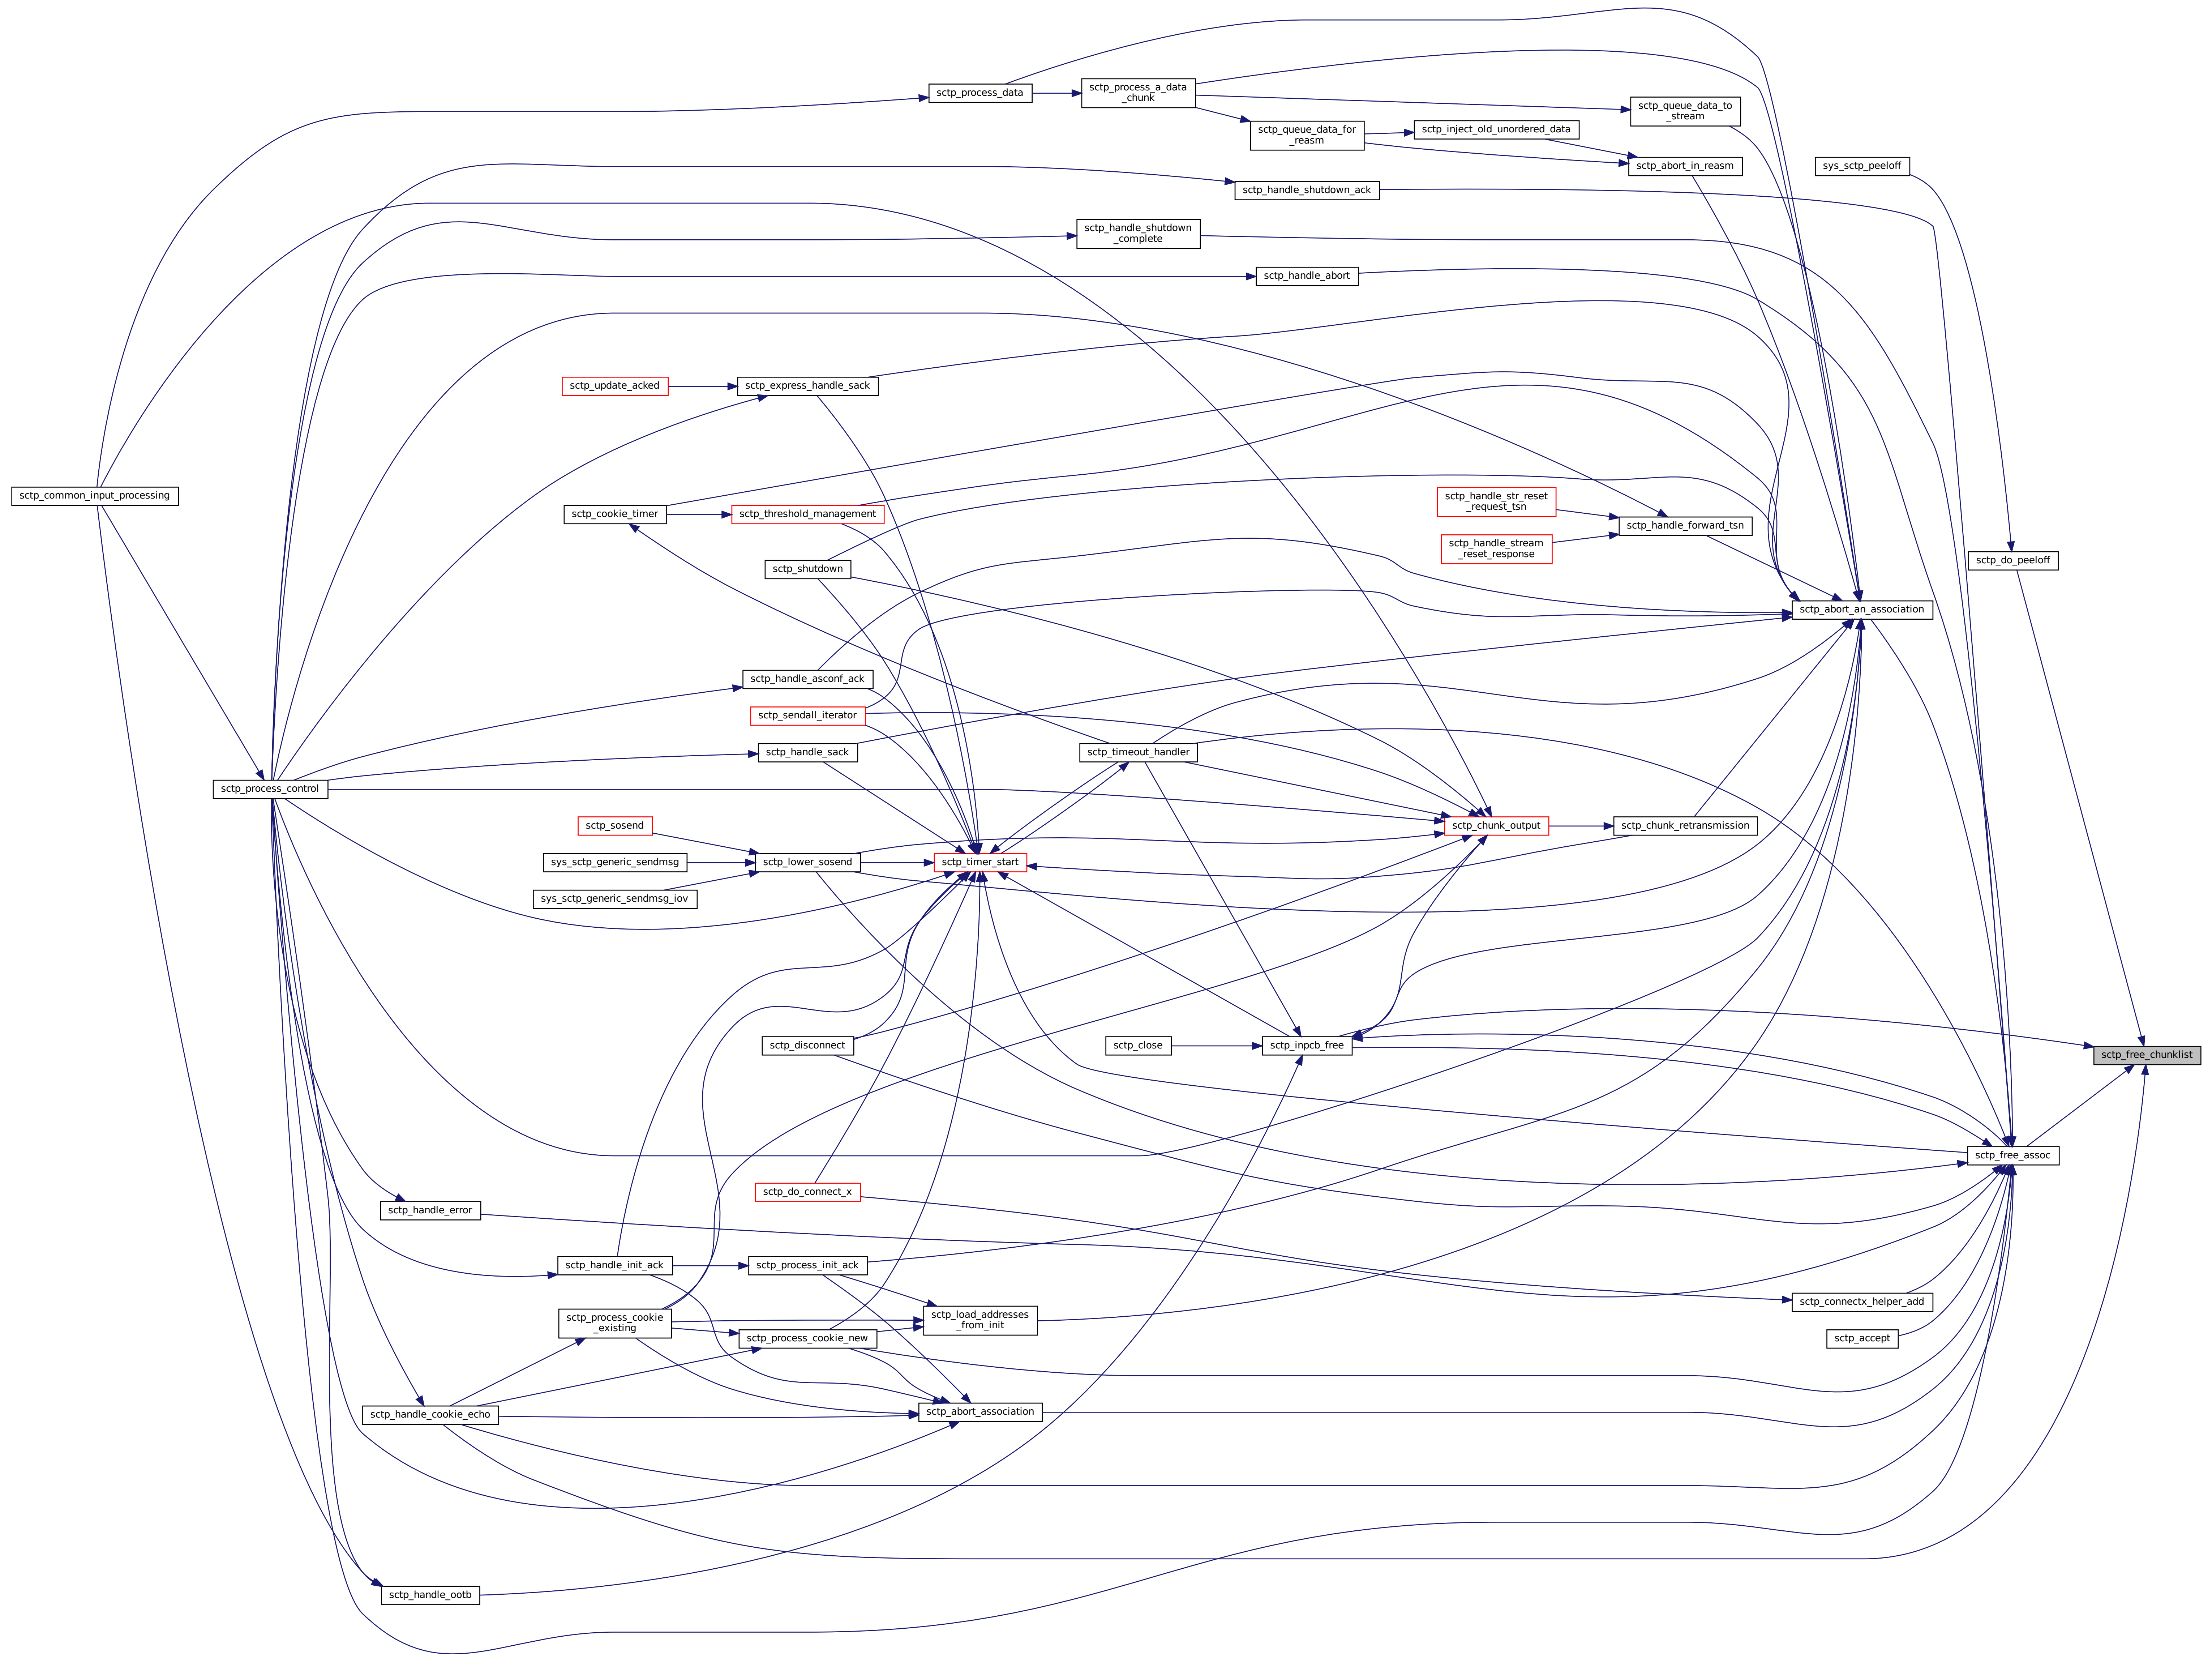 sctp_process_data
sctp_process_a_data
_chunk
sctp_queue_data_to
_stream
sctp_queue_data_for
_reasm
sctp_inject_old_unordered_data
sctp_abort_in_reasm
sys_sctp_peeloff
sctp_handle_shutdown_ack
sctp_handle_shutdown
_complete
sctp_handle_abort
sctp_update_acked
sctp_express_handle_sack
sctp_common_input_processing
sctp_cookie_timer
sctp_threshold_management
sctp_handle_str_reset
_request_tsn
sctp_handle_forward_tsn
sctp_handle_stream
_reset_response
sctp_shutdown
sctp_do_peeloff
sctp_abort_an_association
sctp_handle_asconf_ack
sctp_sendall_iterator
sctp_handle_sack
sctp_timeout_handler
sctp_process_control
sctp_sosend
sctp_chunk_output
sctp_chunk_retransmission
sys_sctp_generic_sendmsg
sctp_lower_sosend
sctp_timer_start
sys_sctp_generic_sendmsg_iov
sctp_disconnect
sctp_close
sctp_inpcb_free
sctp_free_chunklist
sctp_free_assoc
sctp_do_connect_x
sctp_handle_error
sctp_handle_init_ack
sctp_process_init_ack
sctp_connectx_helper_add
sctp_process_cookie
_existing
sctp_load_addresses
_from_init
sctp_process_cookie_new
sctp_accept
sctp_handle_cookie_echo
sctp_abort_association
sctp_handle_ootb